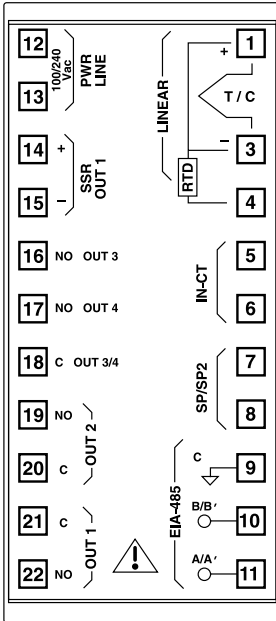 12
13
100/240 Vac
PWR LINE
14 +
15 –
SSR OUT 1
16 NO OUT 3
17 NO OUT 4
18 C OUT 3/4
19 NO
20 C
OUT 2
21 C
22 NO
OUT 1
LINEAR
+ 1
T / C
– 3
RTD
4
5
6
IN-CT
7
8
SP/SP2
EIA-485
C 9
B/B′ 10
A/A′ 11